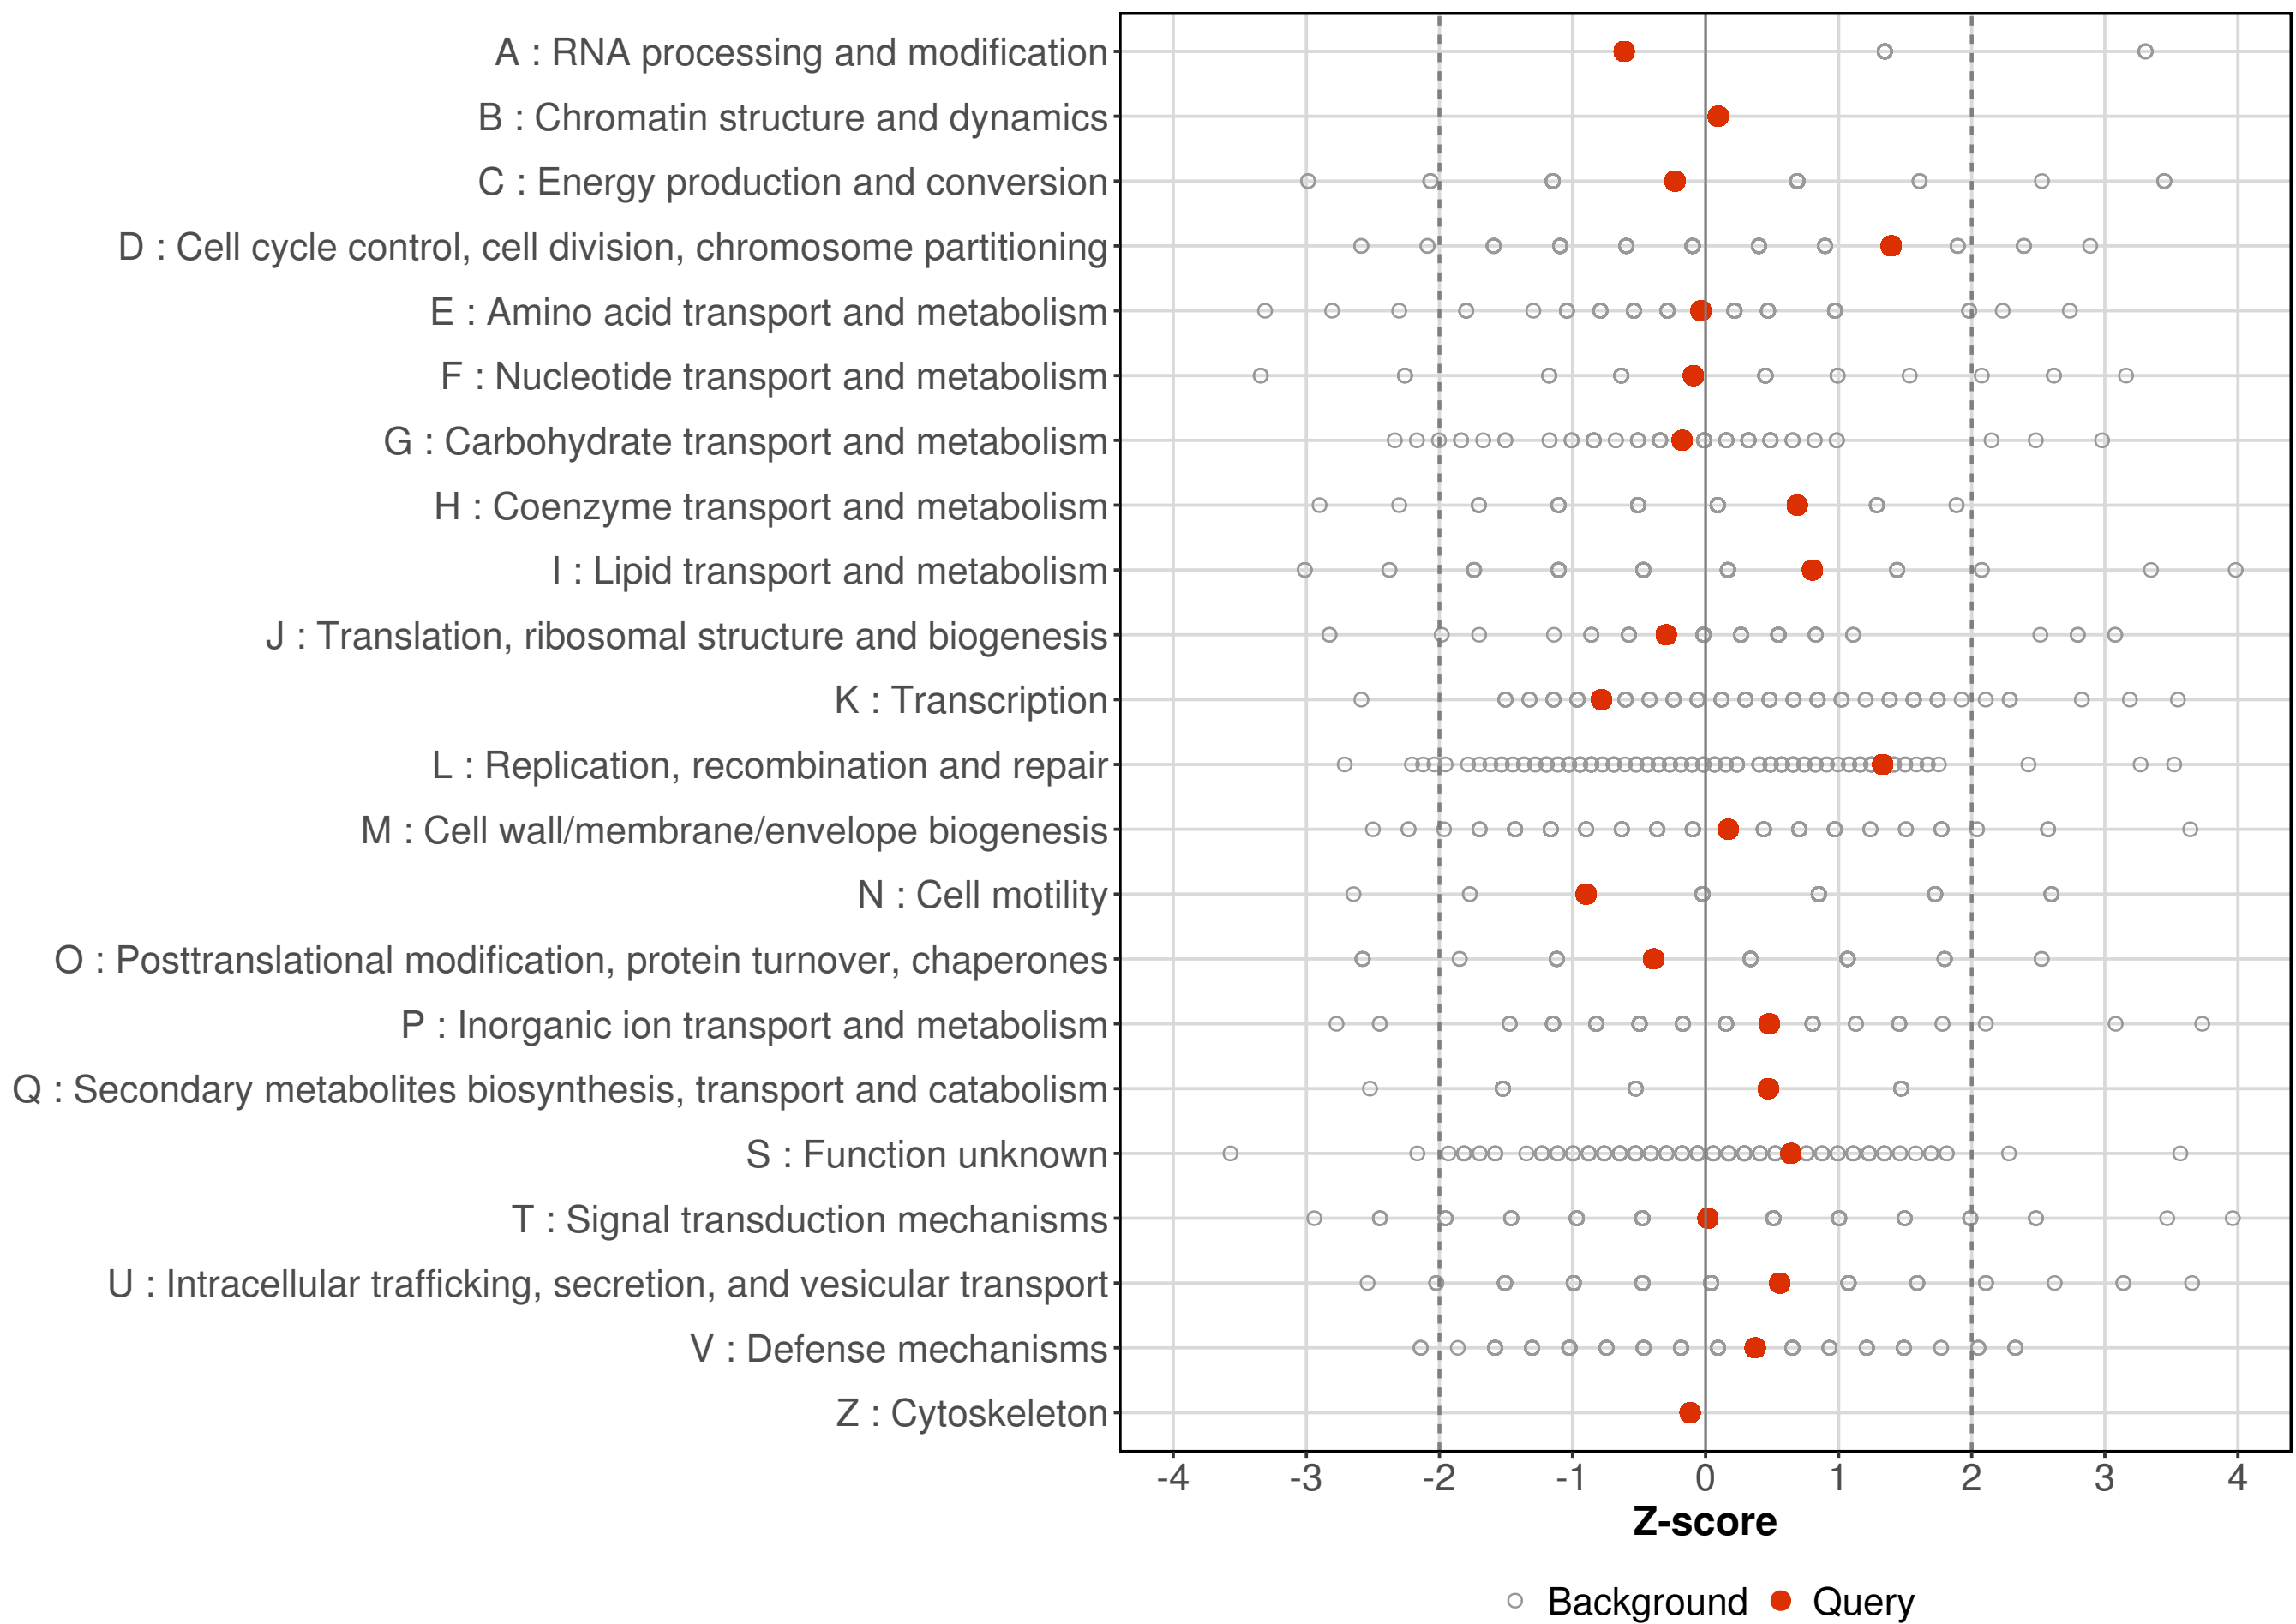 A : RNA processing and modification
B : Chromatin structure and dynamics
C : Energy production and conversion
D : Cell cycle control, cell division, chromosome partitioning
E : Amino acid transport and metabolism
F : Nucleotide transport and metabolism
G : Carbohydrate transport and metabolism
H : Coenzyme transport and metabolism
I : Lipid transport and metabolism
J : Translation, ribosomal structure and biogenesis
K : Transcription
L : Replication, recombination and repair
M : Cell wall/membrane/envelope biogenesis
N : Cell motility
O : Posttranslational modification, protein turnover, chaperones
P : Inorganic ion transport and metabolism
Q : Secondary metabolites biosynthesis, transport and catabolism
S : Function unknown
T : Signal transduction mechanisms
U : Intracellular trafficking, secretion, and vesicular transport
V : Defense mechanisms
Z : Cytoskeleton
-4 -3 -2 -1 0 1 2 3 4
Z-score
Background Query